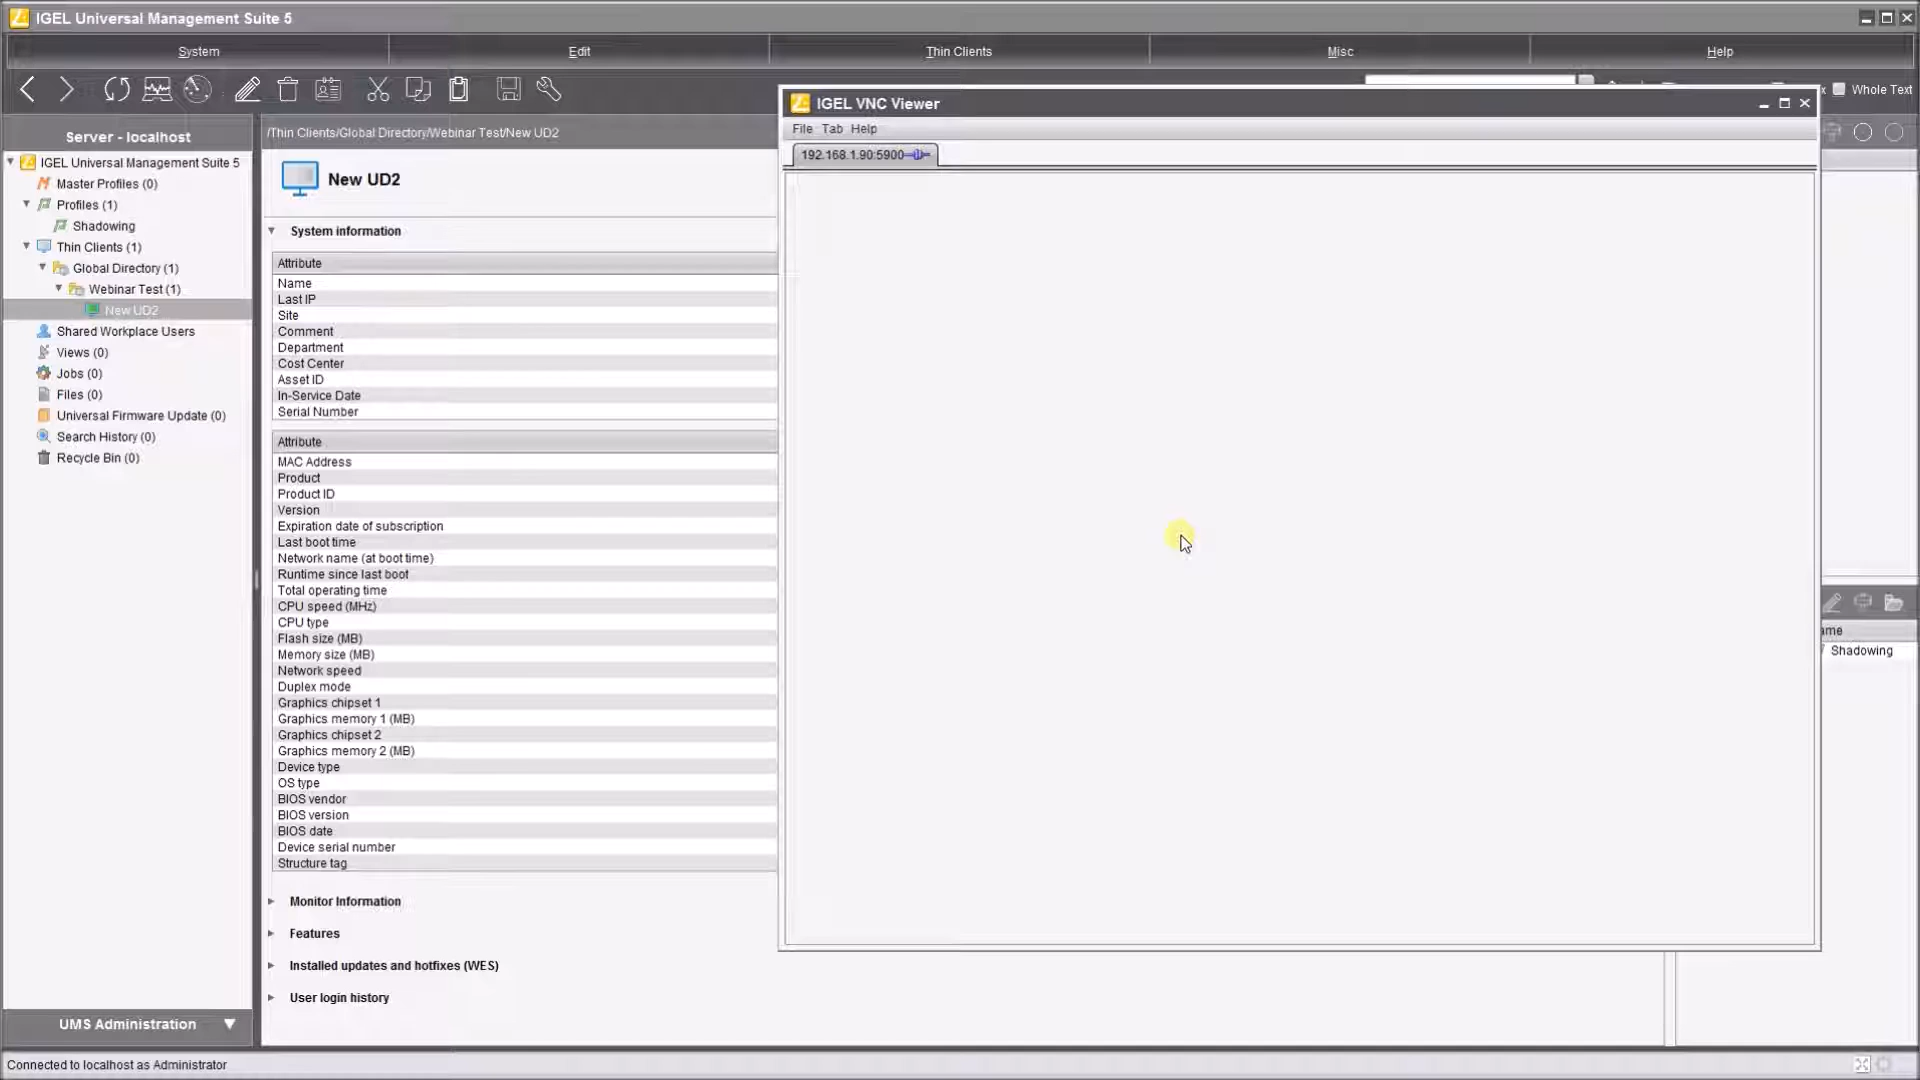 IGEL Universal Management Suite 5
System Edit Thin Clients Misc Help
Whole Text
Server - localhost
IGEL Universal Management Suite 5
Master Profiles (0)
Profiles (1)
Shadowing
Thin Clients (1)
Global Directory (1)
Webinar Test (1)
New UD2
Shared Workplace Users
Views (0)
Jobs (0)
Files (0)
Universal Firmware Update (0)
Search History (0)
Recycle Bin (0)
UMS Administration
/Thin Clients/Global Directory/Webinar Test/New UD2
New UD2
System information
Attribute
Name
Last IP
Site
Comment
Department
Cost Center
Asset ID
In-Service Date
Serial Number
Attribute
MAC Address
Product
Product ID
Version
Expiration date of subscription
Last boot time
Network name (at boot time)
Runtime since last boot
Total operating time
CPU speed (MHz)
CPU type
Flash size (MB)
Memory size (MB)
Network speed
Duplex mode
Graphics chipset 1
Graphics memory 1 (MB)
Graphics chipset 2
Graphics memory 2 (MB)
Device type
OS type
BIOS vendor
BIOS version
BIOS date
Device serial number
Structure tag
Monitor Information
Features
Installed updates and hotfixes (WES)
User login history
IGEL VNC Viewer
File Tab Help
192.168.1.90:5900
Shadowing
Connected to localhost as Administrator